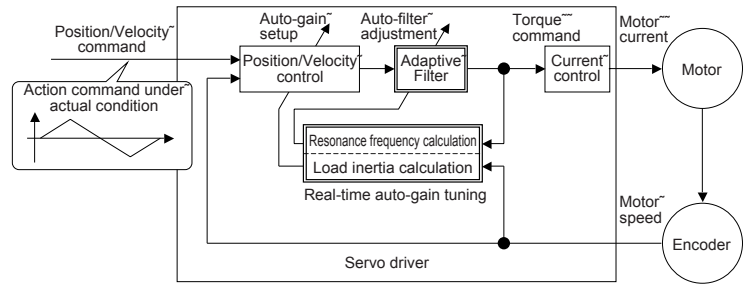 Position/Velocity~
command
Auto-gain~
setup
Auto-filter~
adjustment
Torque~~
command
Motor~~
current
Position/Velocity~
control
Adaptive~
Filter
Current~
control
Motor
Action command under~
actual condition
Resonance frequency calculation
Load inertia calculation
Real-time auto-gain tuning
Motor~
speed
Encoder
Servo driver